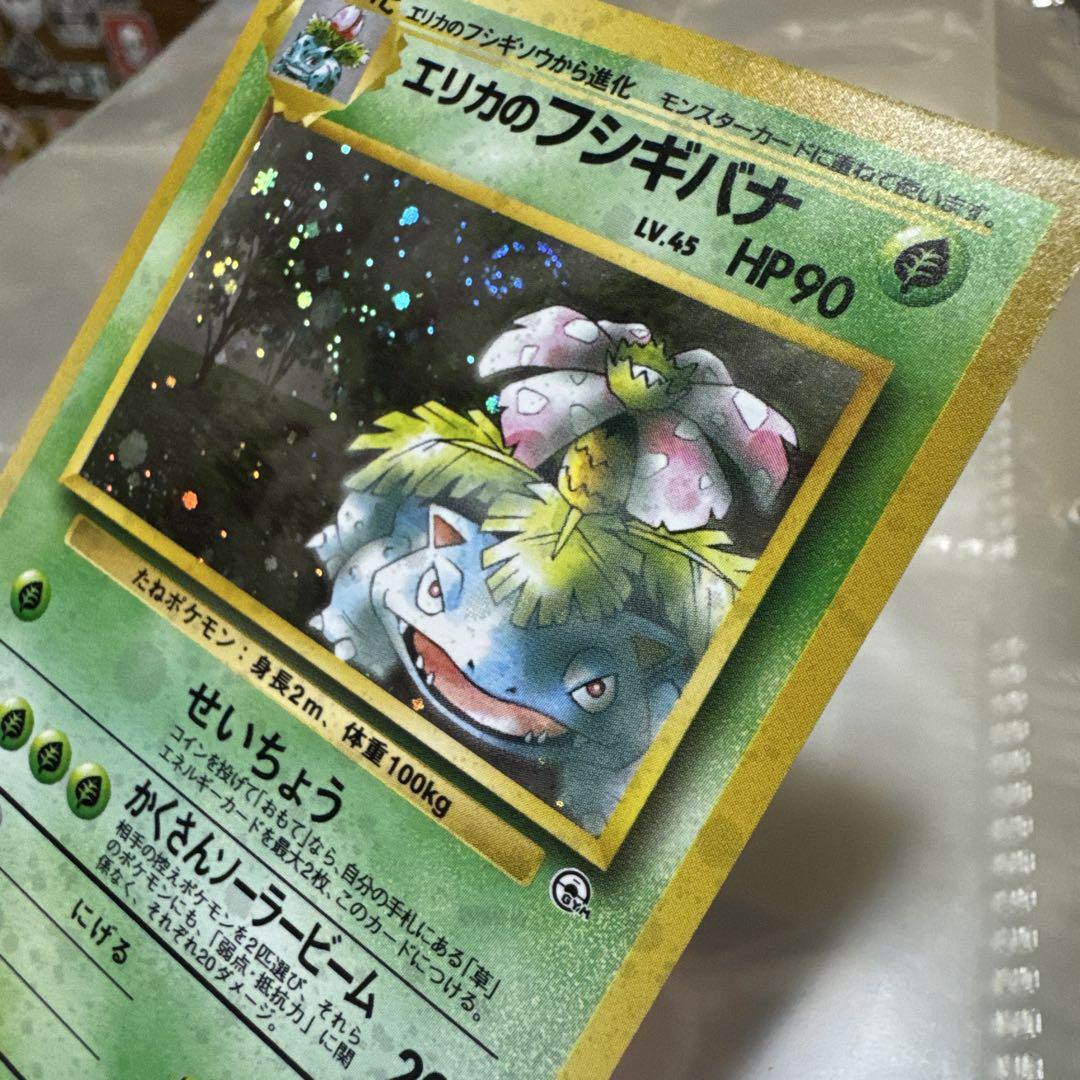 エリカのフシギソウから進化 モンスターカードに重ねて使います。
エリカのフシギバナ
LV.45 HP90
たねポケモン：身長2m、体重100kg
せいちょう
コインを投げて「おもて」なら、自分の手札にある「草」
エネルギーカードを最大2枚、このカードにつける。
GYM
かくさんソーラービーム
相手の控えポケモンを2匹選び、それら
のポケモンにも、「弱点・抵抗力」に関
係なく、それぞれ20ダメージ。
にげる